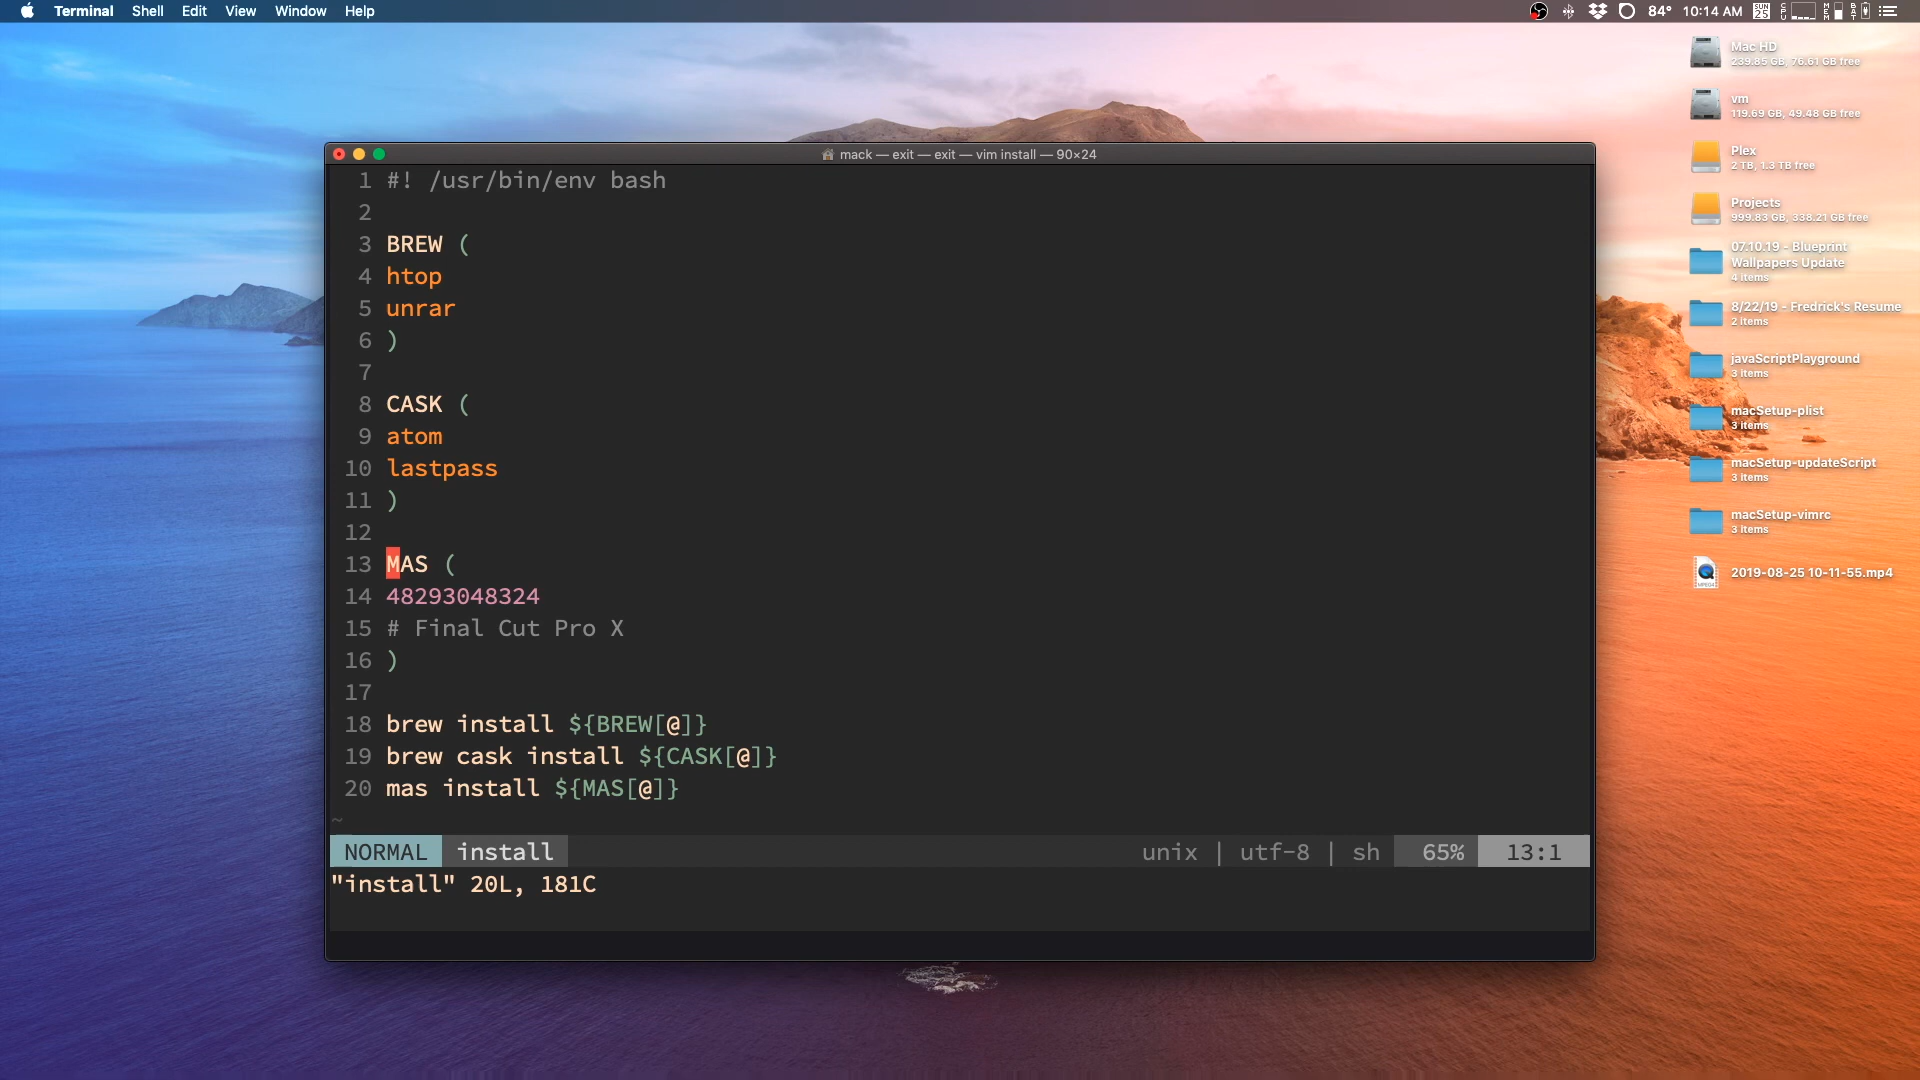 Terminal Shell Edit View Window Help 84° 10:14 AM SUN 25 CPU MEM BAT
Mac HD
239.85 GB, 76.61 GB free
vm
119.69 GB, 49.48 GB free
Plex
2 TB, 1.3 TB free
Projects
999.83 GB, 338.21 GB free
07.10.19 - Blueprint
Wallpapers Update
4 items
8/22/19 - Fredrick's Resume
2 items
javaScriptPlayground
3 items
macSetup-plist
3 items
macSetup-updateScript
3 items
macSetup-vimrc
3 items
2019-08-25 10-11-55.mp4
mack — exit — exit — vim install — 90×24
1 #! /usr/bin/env bash
2
3 BREW (
4 htop
5 unrar
6 )
7
8 CASK (
9 atom
10 lastpass
11 )
12
13 MAS (
14 48293048324
15 # Final Cut Pro X
16 )
17
18 brew install ${BREW[@]}
19 brew cask install ${CASK[@]}
20 mas install ${MAS[@]}
~
NORMAL install unix | utf-8 | sh 65% 13:1
"install" 20L, 181C